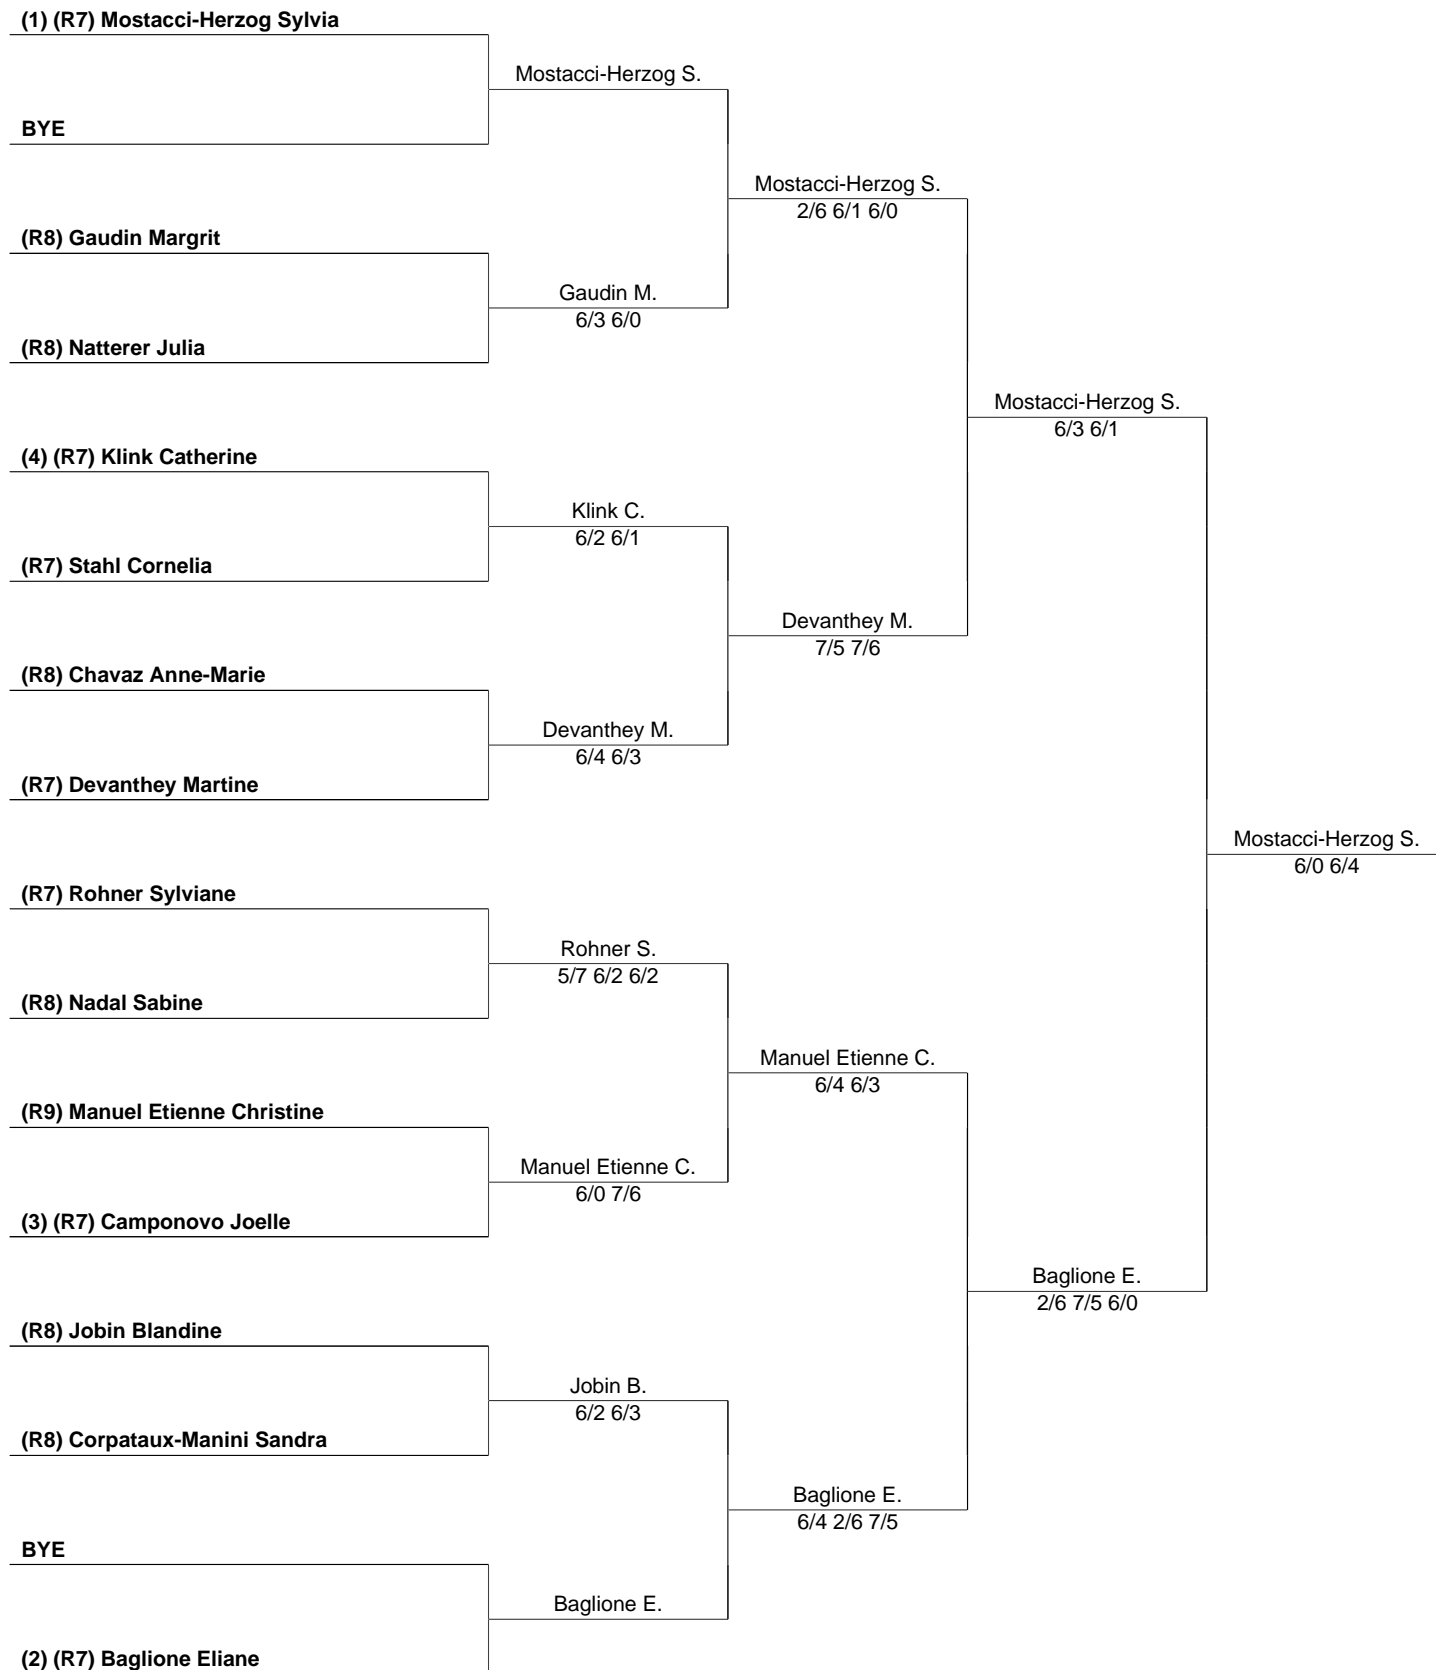 (1) (R7) Mostacci-Herzog Sylvia
Mostacci-Herzog S.
BYE
Mostacci-Herzog S.
2/6 6/1 6/0
(R8) Gaudin Margrit
Gaudin M.
6/3 6/0
(R8) Natterer Julia
Mostacci-Herzog S.
6/3 6/1
(4) (R7) Klink Catherine
Klink C.
6/2 6/1
(R7) Stahl Cornelia
Devanthey M.
7/5 7/6
(R8) Chavaz Anne-Marie
Devanthey M.
6/4 6/3
(R7) Devanthey Martine
Mostacci-Herzog S.
6/0 6/4
(R7) Rohner Sylviane
Rohner S.
5/7 6/2 6/2
(R8) Nadal Sabine
Manuel Etienne C.
6/4 6/3
(R9) Manuel Etienne Christine
Manuel Etienne C.
6/0 7/6
(3) (R7) Camponovo Joelle
Baglione E.
2/6 7/5 6/0
(R8) Jobin Blandine
Jobin B.
6/2 6/3
(R8) Corpataux-Manini Sandra
Baglione E.
6/4 2/6 7/5
BYE
Baglione E.
(2) (R7) Baglione Eliane